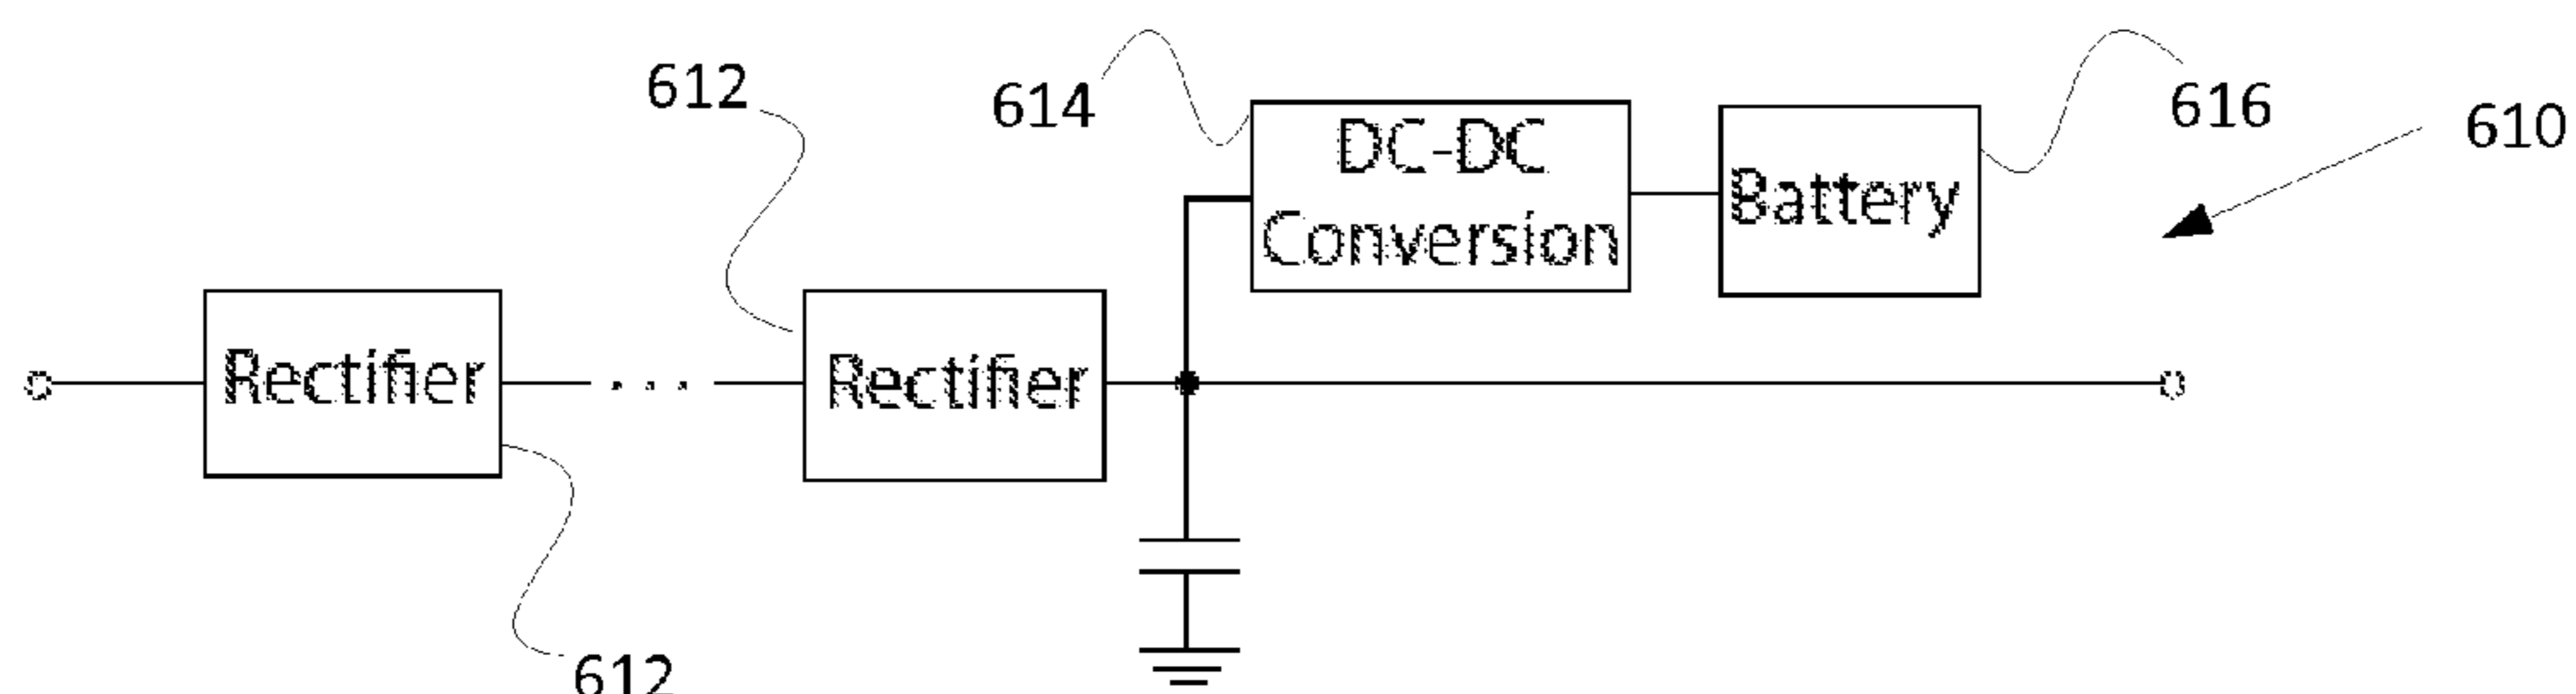 612
614
616
610
DC-DC
Conversion
Battery
Rectifier
...
Rectifier
612